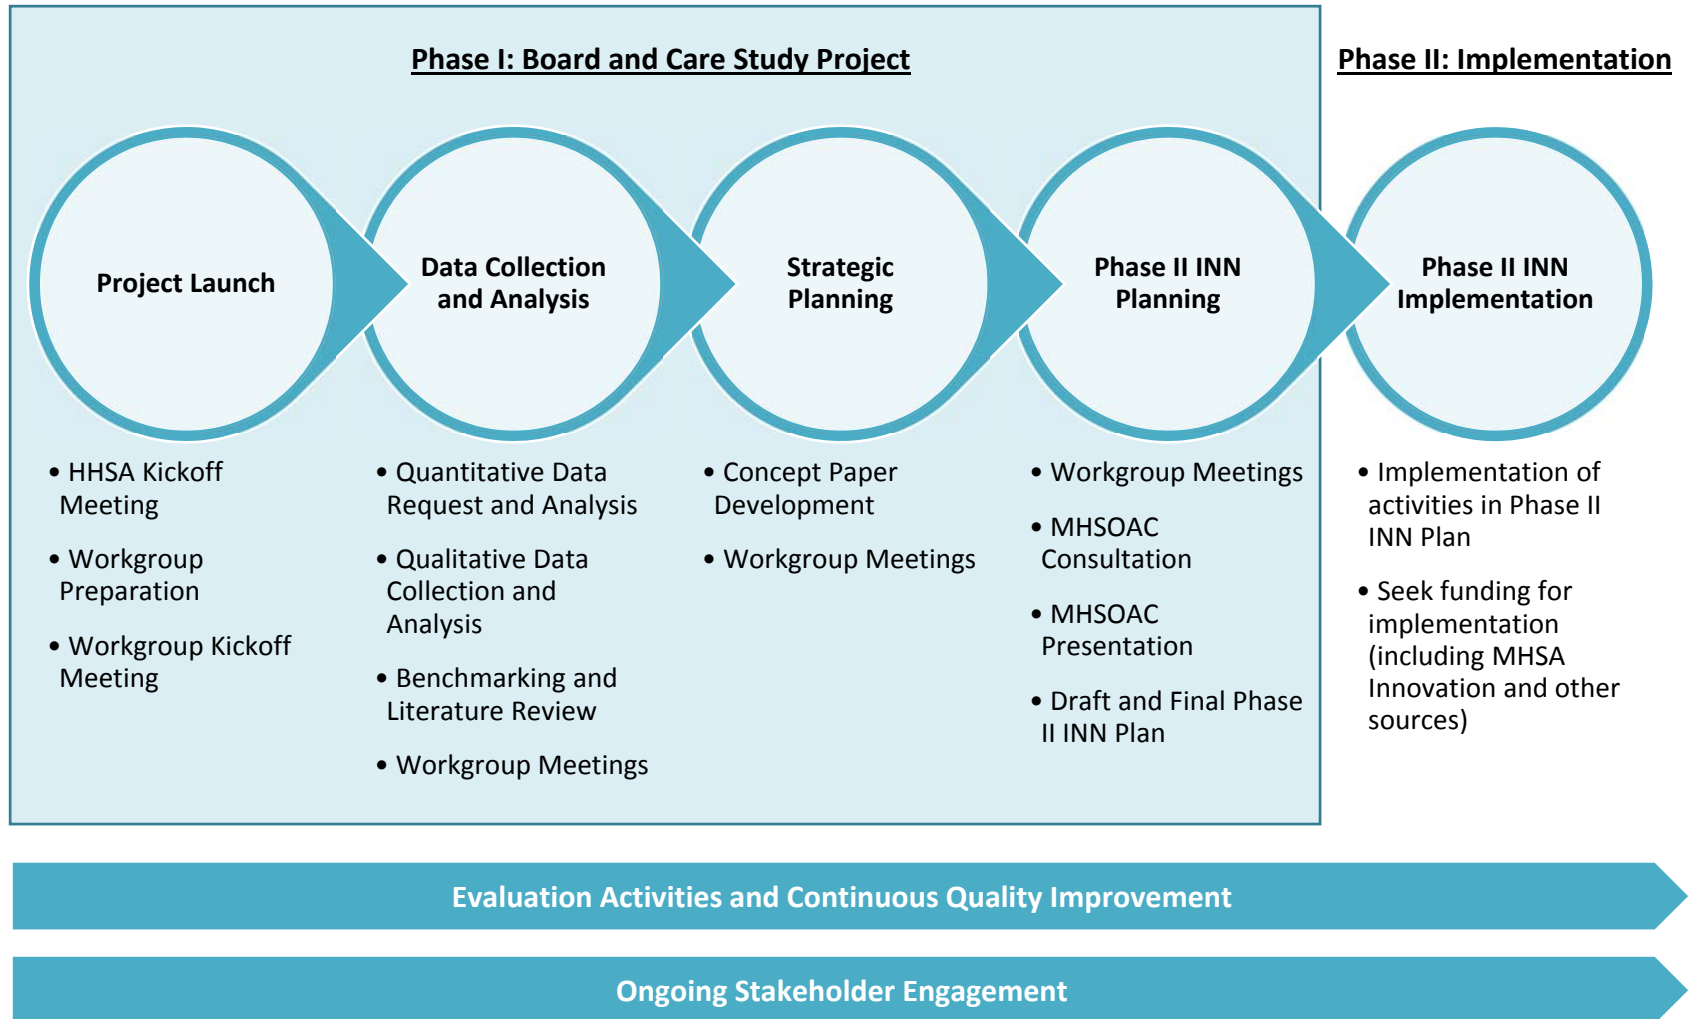 Phase I: Board and Care Study Project
Phase II: Implementation
Project Launch
Data Collection
and Analysis
Strategic
Planning
Phase II INN
Planning
Phase II INN
Implementation
• HHSA Kickoff
Meeting
• Workgroup
Preparation
• Workgroup Kickoff
Meeting
• Quantitative Data
Request and Analysis
• Qualitative Data
Collection and
Analysis
• Benchmarking and
Literature Review
• Workgroup Meetings
• Concept Paper
Development
• Workgroup Meetings
• Workgroup Meetings
• MHSOAC
Consultation
• MHSOAC
Presentation
• Draft and Final Phase
II INN Plan
• Implementation of
activities in Phase II
INN Plan
• Seek funding for
implementation
(including MHSA
Innovation and other
sources)
Evaluation Activities and Continuous Quality Improvement
Ongoing Stakeholder Engagement